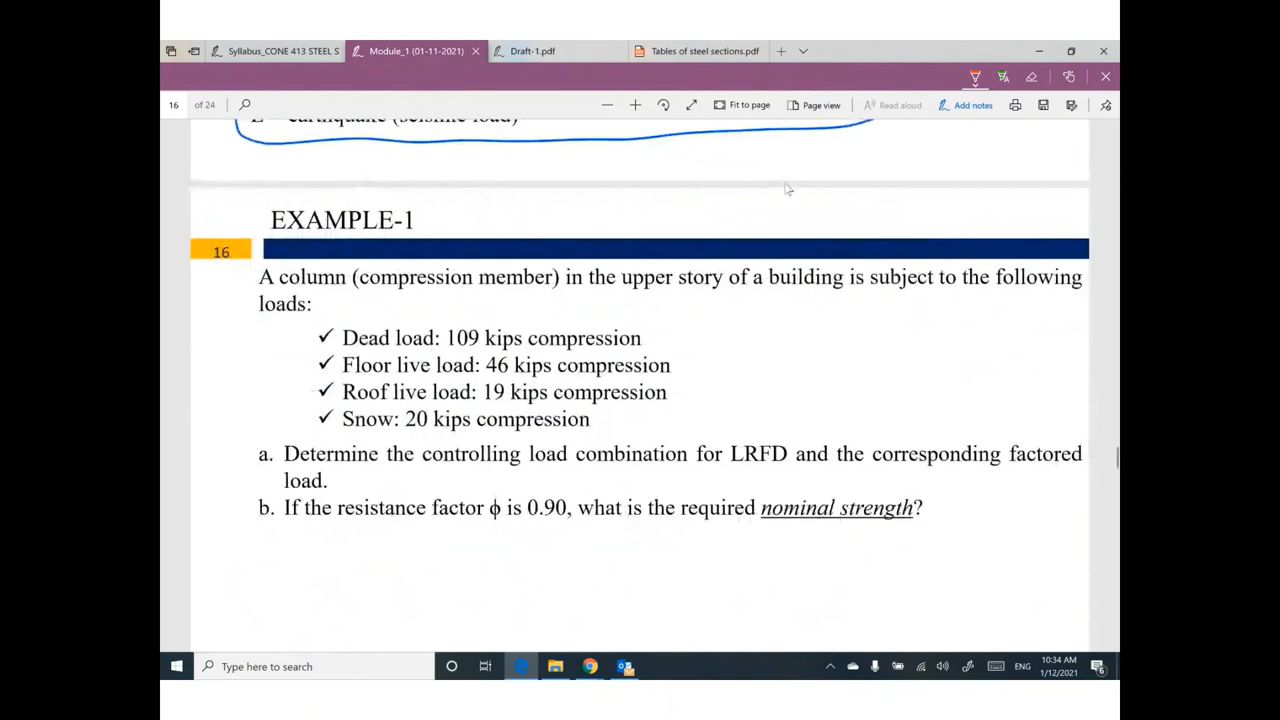 Syllabus_CONE 413 STEEL S
Module_1 (01-11-2021)
Draft-1.pdf
Tables of steel sections.pdf
16 of 24
Fit to page
Page view
Read aloud
Add notes
E = earthquake (seismic load)
EXAMPLE-1
16
A column (compression member) in the upper story of a building is subject to the following
loads:
✓ Dead load: 109 kips compression
✓ Floor live load: 46 kips compression
✓ Roof live load: 19 kips compression
✓ Snow: 20 kips compression
a. Determine the controlling load combination for LRFD and the corresponding factored
load.
b. If the resistance factor ϕ is 0.90, what is the required nominal strength?
Type here to search
ENG
10:34 AM
1/12/2021
6